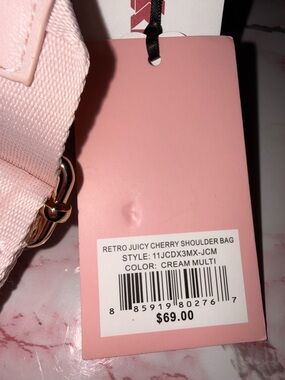 RETRO JUICY CHERRY SHOULDER BAG
STYLE: 11JCDX3MX-JCM
COLOR: CREAM MULTI
8 85919 80276 7
$69.00